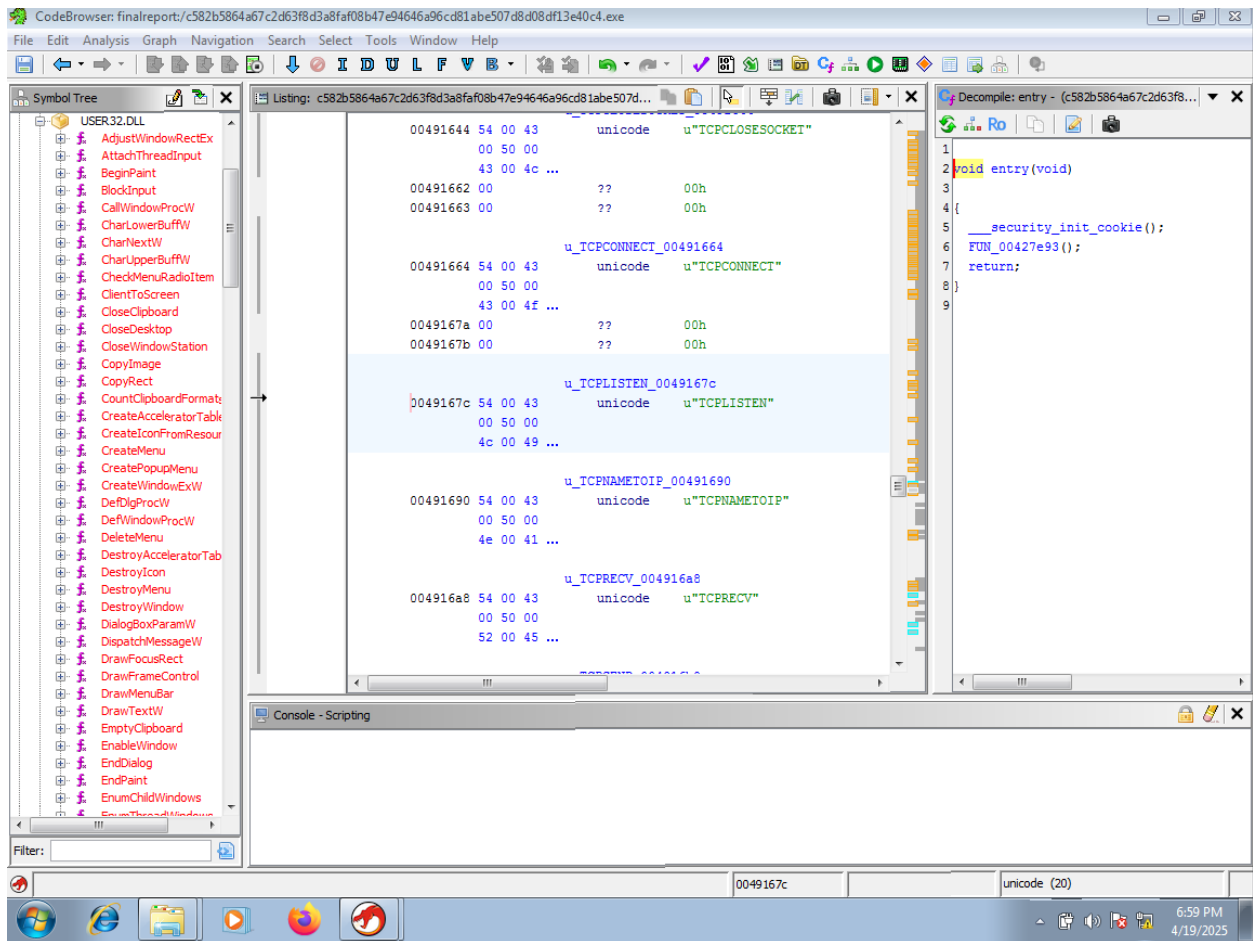 CodeBrowser: finalreport:/c582b5864a67c2d63f8d3a8faf08b47e94646a96cd81abe507d8d08df13e40c4.exe
File Edit Analysis Graph Navigation Search Select Tools Window Help
I D U L F V B
Symbol Tree
USER32.DLL
f AdjustWindowRectEx
f AttachThreadInput
f BeginPaint
f BlockInput
f CallWindowProcW
f CharLowerBuffW
f CharNextW
f CharUpperBuffW
f CheckMenuRadioItem
f ClientToScreen
f CloseClipboard
f CloseDesktop
f CloseWindowStation
f CopyImage
f CopyRect
f CountClipboardFormats
f CreateAcceleratorTable
f CreateIconFromResour
f CreateMenu
f CreatePopupMenu
f CreateWindowExW
f DefDlgProcW
f DefWindowProcW
f DeleteMenu
f DestroyAcceleratorTab
f DestroyIcon
f DestroyMenu
f DestroyWindow
f DialogBoxParamW
f DispatchMessageW
f DrawFocusRect
f DrawFrameControl
f DrawMenuBar
f DrawTextW
f EmptyClipboard
f EnableWindow
f EndDialog
f EndPaint
f EnumChildWindows
f EnumThreadWindows
Filter:
Listing: c582b5864a67c2d63f8d3a8faf08b47e94646a96cd81abe507d...
00491644 54 00 43 unicode u"TCPCLOSESOCKET"
00 50 00
43 00 4c ...
00491662 00 ?? 00h
00491663 00 ?? 00h
u_TCPCONNECT_00491664
00491664 54 00 43 unicode u"TCPCONNECT"
00 50 00
43 00 4f ...
0049167a 00 ?? 00h
0049167b 00 ?? 00h
u_TCPLISTEN_0049167c
0049167c 54 00 43 unicode u"TCPLISTEN"
00 50 00
4c 00 49 ...
u_TCPNAMETOIP_00491690
00491690 54 00 43 unicode u"TCPNAMETOIP"
00 50 00
4e 00 41 ...
u_TCPRECV_004916a8
004916a8 54 00 43 unicode u"TCPRECV"
00 50 00
52 00 45 ...
Decompile: entry - (c582b5864a67c2d63f8...
Ro
1
2 void entry(void)
3
4 {
5 ___security_init_cookie();
6 FUN_00427e93();
7 return;
8 }
9
Console - Scripting
0049167c
unicode (20)
6:59 PM
4/19/2025